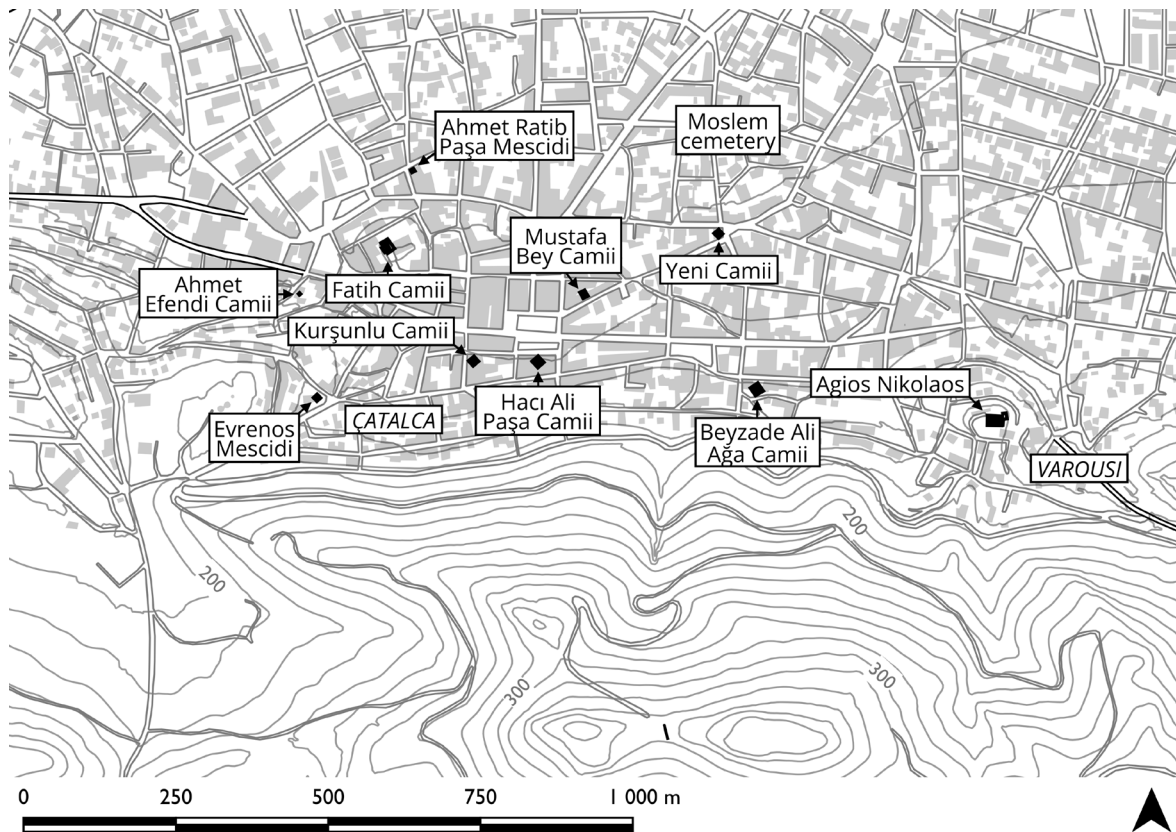 Ahmet Ratib
Paşa Mescidi
Moslem
cemetery
Mustafa
Bey Camii
Yeni Camii
Ahmet
Efendi Camii
Fatih Camii
Kurşunlu Camii
Hacı Ali
Paşa Camii
Agios Nikolaos
Evrenos
Mescidi
ÇATALCA
Beyzade Ali
Ağa Camii
VAROUSI
200
200
300
300
0 250 500 750 1 000 m